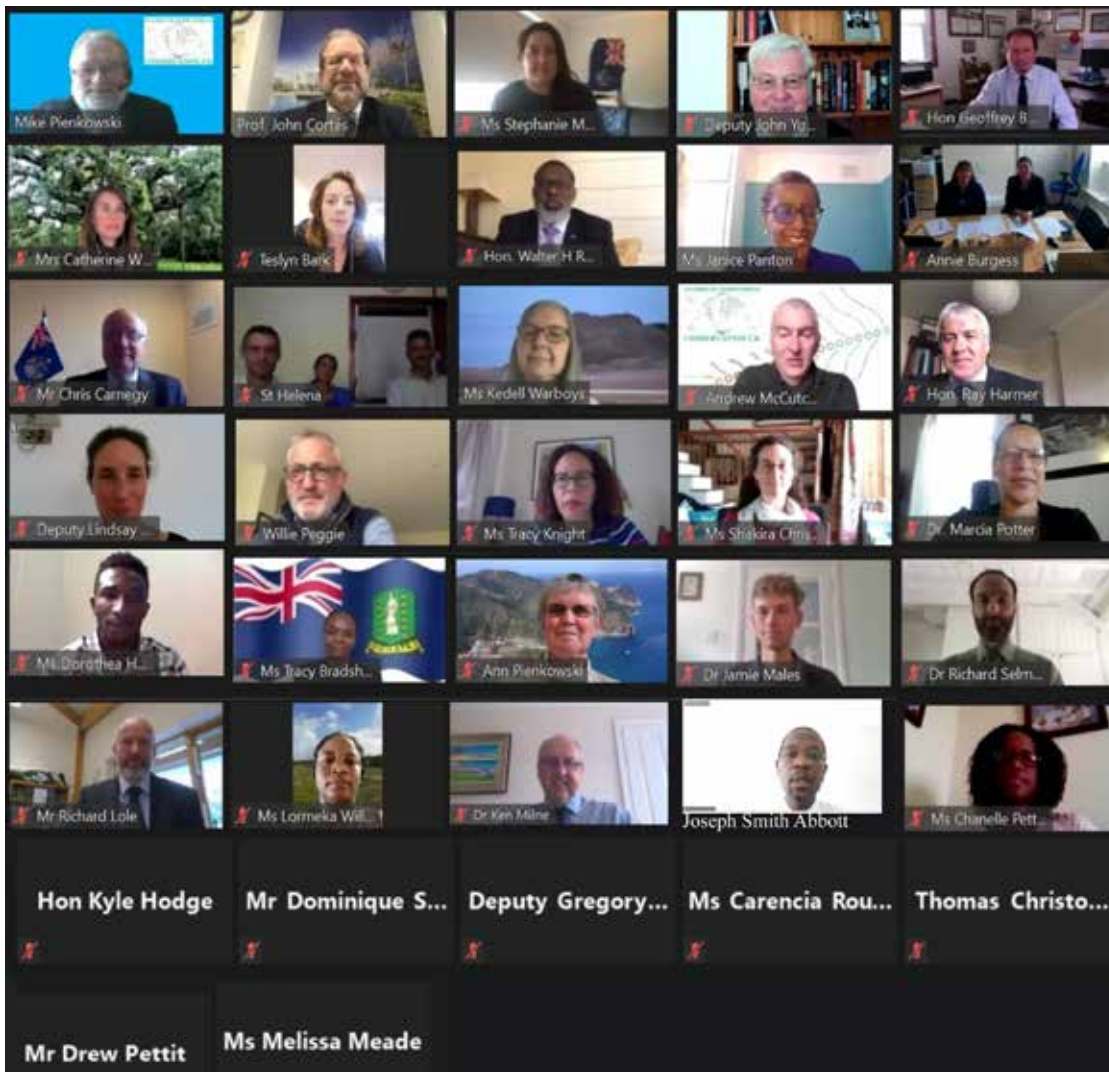 Mike Pienkowski
Prof. John Cortes
Ms Stephanie M...
Deputy John Yo...
Hon Geoffrey B...
Mrs Catherine W...
Teslyn Bark
Hon. Walter H R...
Ms Janice Panton
Annie Burgess
Mr Chris Carnegy
St Helena
Ms Kedell Warboys
CONSERVATION
Andrew McCutc...
Hon. Ray Harmer
Deputy Lindsay ...
Willie Peggie
Ms Tracy Knight
Ms Shakira Chris...
Dr. Marcia Potter
Ms Dorothea H...
Ms Tracy Bradsh...
Ann Pienkowski
Dr Jamie Males
Dr Richard Selm...
Mr Richard Lole
Ms Lormeka Will...
Dr Ken Milne
Joseph Smith Abbott
Ms Chanelle Pett...
Hon Kyle Hodge
Mr Dominique S...
Deputy Gregory...
Ms Carencia Rou...
Thomas Christo...
Mr Drew Pettit
Ms Melissa Meade